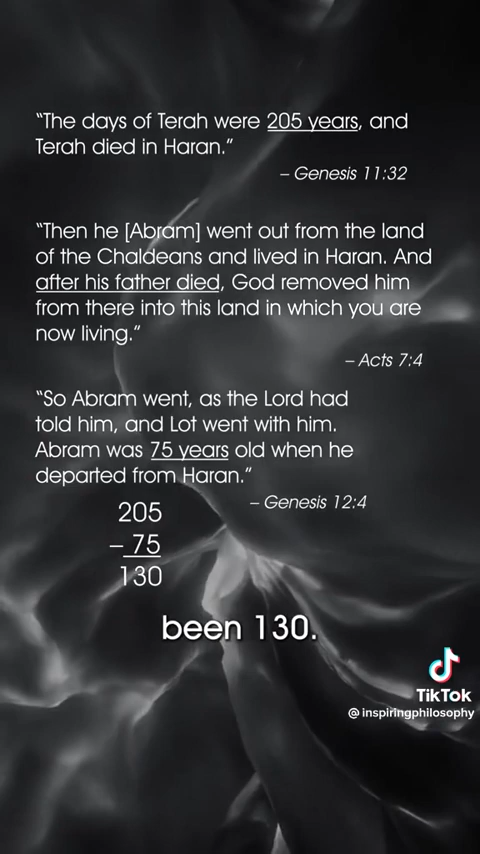 “The days of Terah were 205 years, and
Terah died in Haran.”
– Genesis 11:32
“Then he [Abram] went out from the land
of the Chaldeans and lived in Haran. And
after his father died, God removed him
from there into this land in which you are
now living.“
– Acts 7:4
“So Abram went, as the Lord had
told him, and Lot went with him.
Abram was 75 years old when he
departed from Haran.”
– Genesis 12:4
205
– 75
130
been 130.
TikTok
@inspiringphilosophy